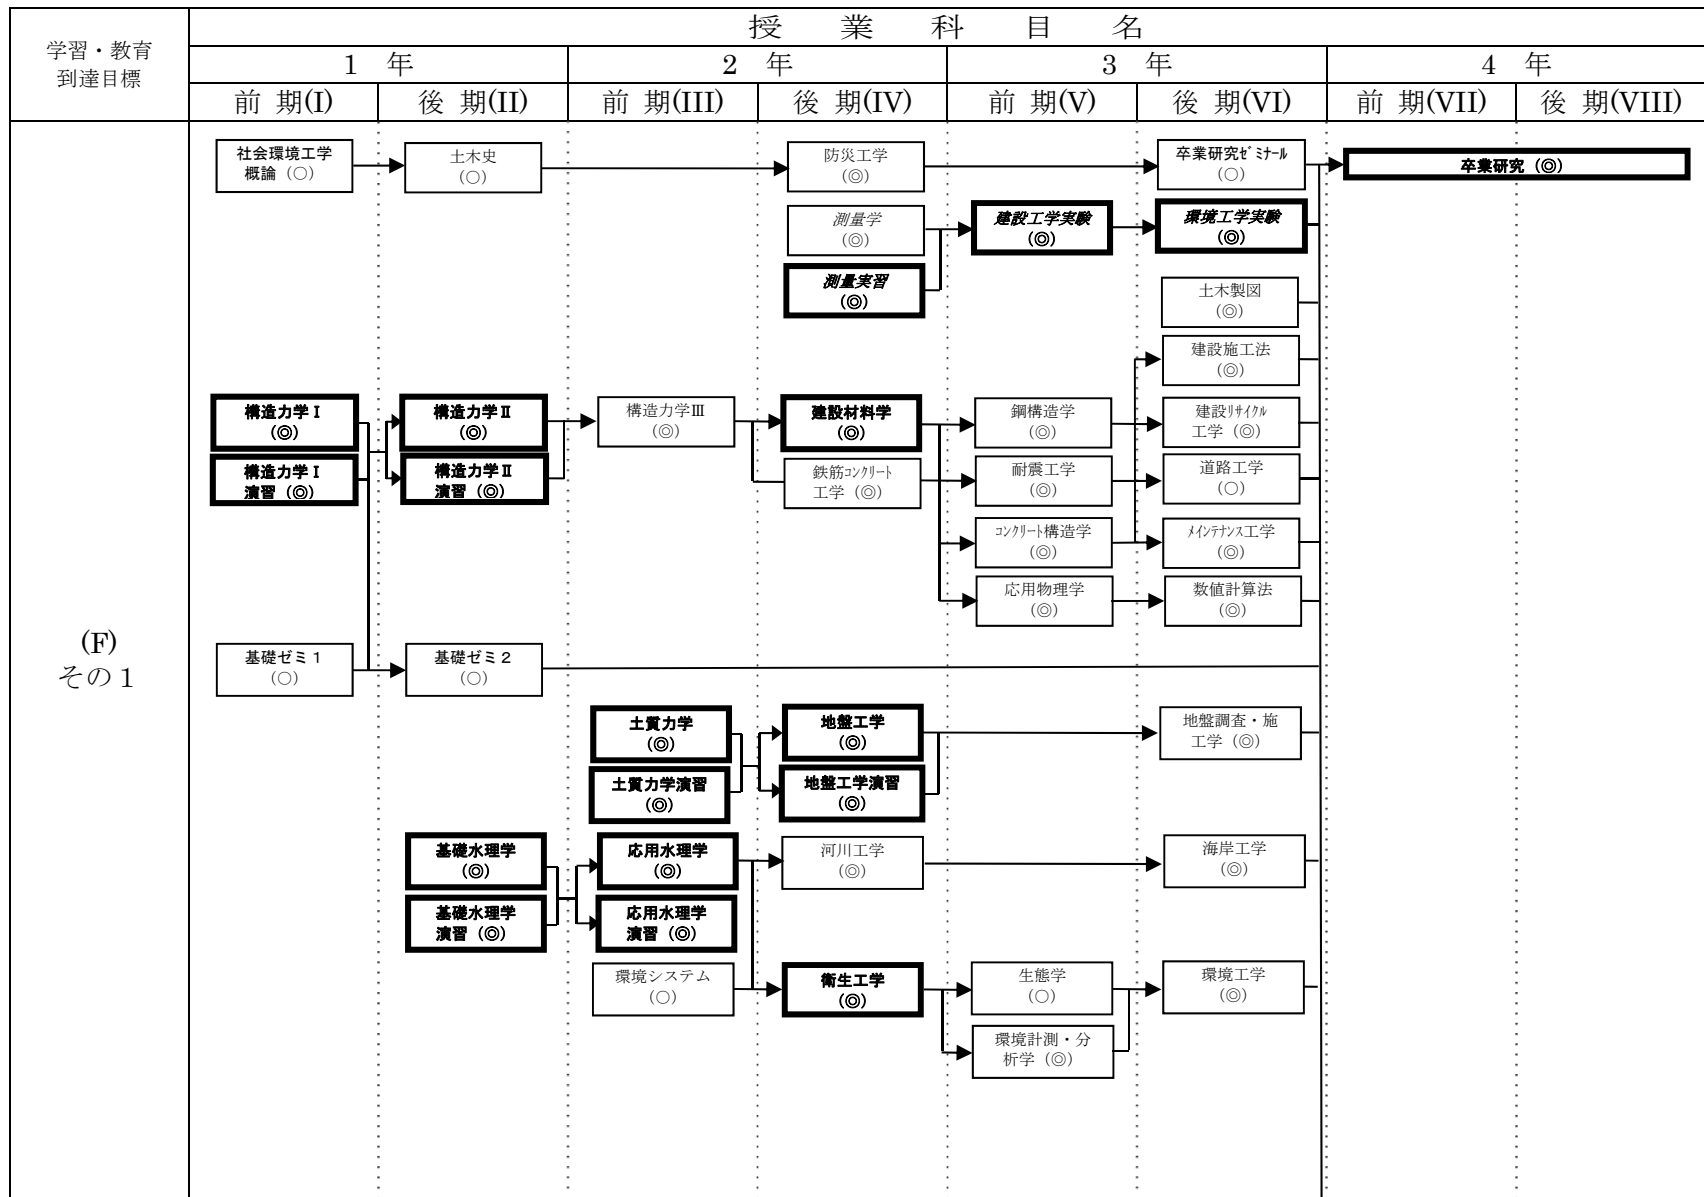 授 業 科 目 名
学習・教育
到達目標
1 年
2 年
3 年
4 年
前 期(I)
後 期(II)
前 期(III)
後 期(IV)
前 期(V)
後 期(VI)
前 期(VII)
後 期(VIII)
(F)
その1
社会環境工学
概論(○)
土木史
(○)
防災工学
(◎)
卒業研究ゼミナール
(○)
卒業研究(◎)
測量学
(◎)
建設工学実験
(◎)
環境工学実験
(◎)
測量実習
(◎)
土木製図
(◎)
建設施工法
(◎)
構造力学Ⅰ
(◎)
構造力学Ⅱ
(◎)
構造力学Ⅲ
(◎)
建設材料学
(◎)
鋼構造学
(◎)
建設リサイクル
工学(◎)
構造力学Ⅰ
演習(◎)
構造力学Ⅱ
演習(◎)
鉄筋コンクリート
工学(◎)
耐震工学
(◎)
道路工学
(○)
コンクリート構造学
(◎)
メインテナンス工学
(◎)
応用物理学
(◎)
数値計算法
(◎)
基礎ゼミ1
(○)
基礎ゼミ2
(○)
土質力学
(◎)
地盤工学
(◎)
地盤調査・施
工学(◎)
土質力学演習
(◎)
地盤工学演習
(◎)
基礎水理学
(◎)
応用水理学
(◎)
河川工学
(◎)
海岸工学
(◎)
基礎水理学
演習(◎)
応用水理学
演習(◎)
環境システム
(○)
衛生工学
(◎)
生態学
(○)
環境工学
(◎)
環境計測・分
析学(◎)